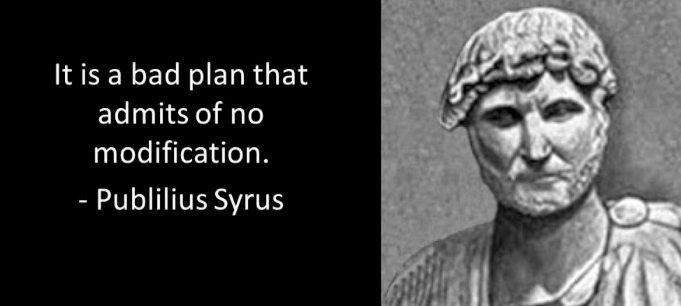 It is a bad plan that
admits of no
modification.
- Publilius Syrus